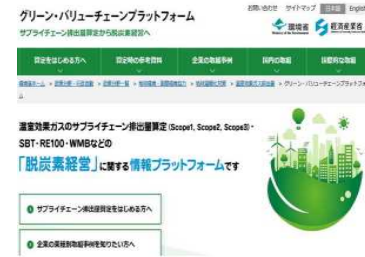 グリーン・バリューチェーンプラットフォーム
サプライチェーン排出量算定から脱炭素経営へ
お問い合わせ サイトマップ 日本語 English
環境省 経済産業省
算定をはじめる方へ 算定時の参考資料 企業の取組事例 国内の取組 国際的な取組
温室効果ガスのサプライチェーン排出量算定(Scope1, Scope2, Scope3)・
SBT・RE100・WMBなどの
「脱炭素経営」に関する情報プラットフォームです
サプライチェーン排出量算定をはじめる方へ
企業の業種別取組事例を知りたい方へ